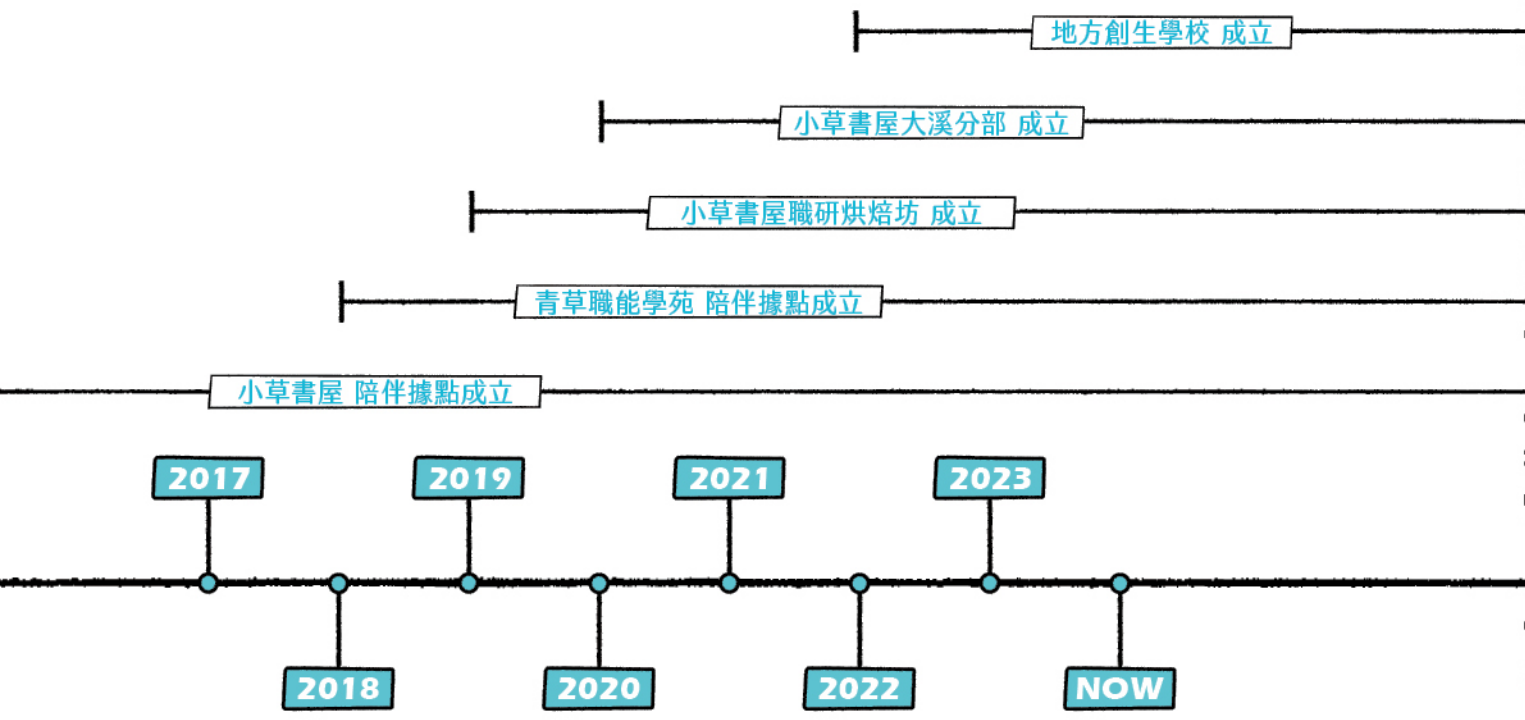 地方創生學校 成立
小草書屋大溪分部 成立
小草書屋職研烘焙坊 成立
青草職能學苑 陪伴據點成立
小草書屋 陪伴據點成立
2017
2019
2021
2023
2018
2020
2022
NOW